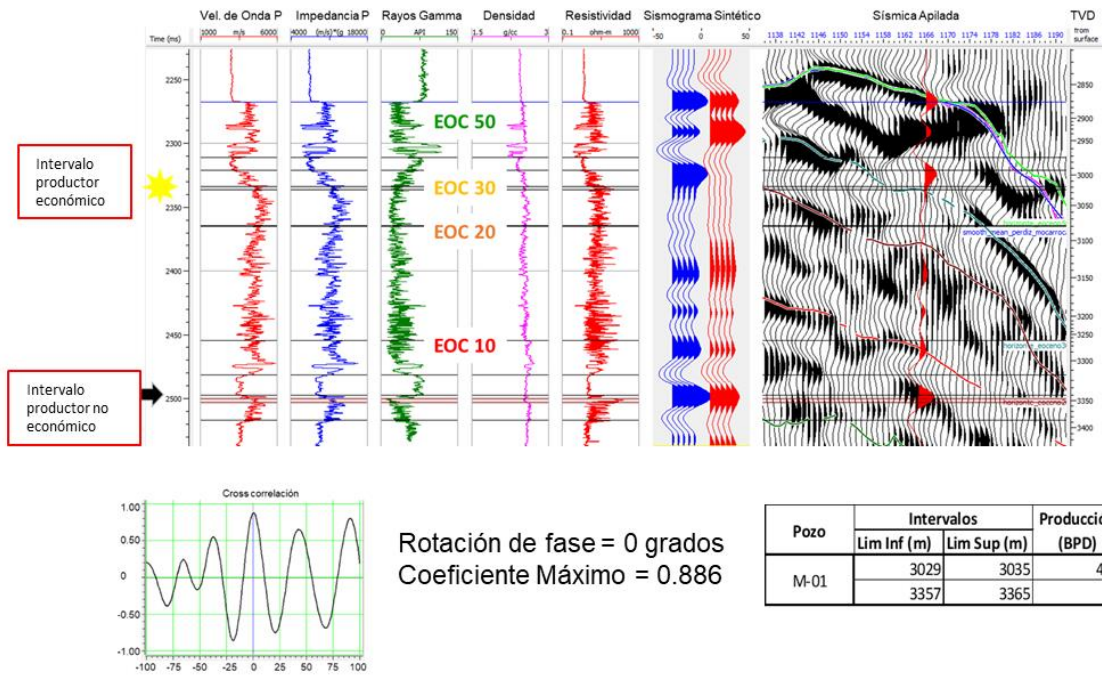 Vel. de Onda P Impedancia P Rayos Gamma Densidad Resistividad Sismograma Sintético Sísmica Apilada TVD
from
surface
Time (ms) 1000 m/s 6000 4000 (m/s)*(g 18000 0 API 150 1.5 g/cc 3 0.1 ohm-m 1000 -50 0 50 1138 1142 1146 1150 1154 1158 1162 1166 1170 1174 1178 1182 1186 1190
2250
2300
2350
2400
2450
2500
EOC 50
EOC 30
EOC 20
EOC 10
Intervalo
productor
económico
Intervalo
productor no
económico
2850
2900
2950
3000
3050
3100
3150
3200
3250
3300
3350
3400
smooth_mean_perdiz_mocarroc
Cross correlación
1.00
0.50
0
-0.50
-1.00
-100 -75 -50 -25 0 25 50 75 100
Rotación de fase = 0 grados
Coeficiente Máximo = 0.886
Pozo Intervalos Producció
Lim Inf (m) Lim Sup (m) (BPD)
M-01 3029 3035 4
3357 3365